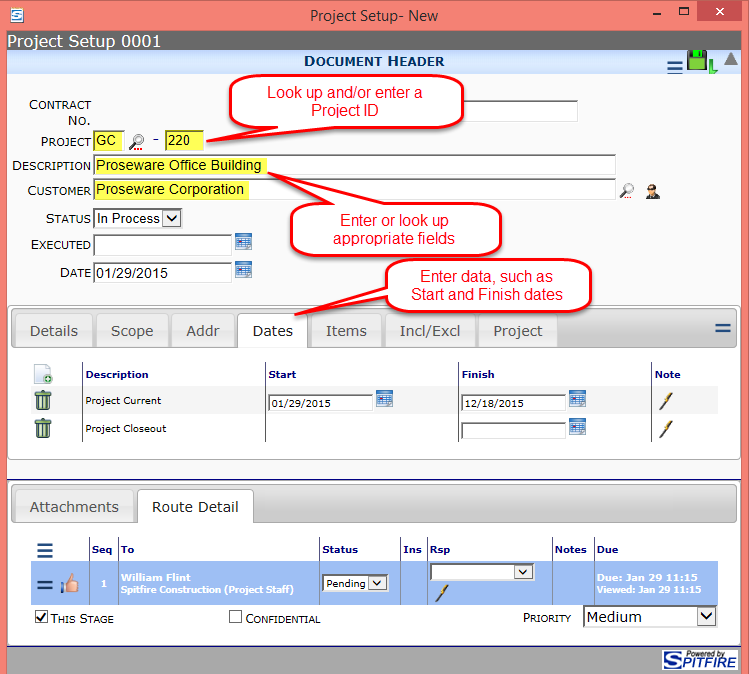 Project Setup- New
Project Setup 0001
DOCUMENT HEADER
Look up and/or enter a
Project ID
CONTRACT
NO.
PROJECT GC - 220
DESCRIPTION Proseware Office Building
CUSTOMER Proseware Corporation
STATUS In Process
Enter or look up
appropriate fields
EXECUTED
DATE 01/29/2015
Enter data, such as
Start and Finish dates
Details Scope Addr Dates Items Incl/Excl Project
Description Start Finish Note
Project Current 01/29/2015 12/18/2015
Project Closeout
Attachments Route Detail
Seq To Status Ins Rsp Notes Due
1 William Flint Pending Due: Jan 29 11:15
Spitfire Construction (Project Staff) Viewed: Jan 29 11:15
THIS STAGE CONFIDENTIAL PRIORITY Medium
Powered by
SPITFIRE